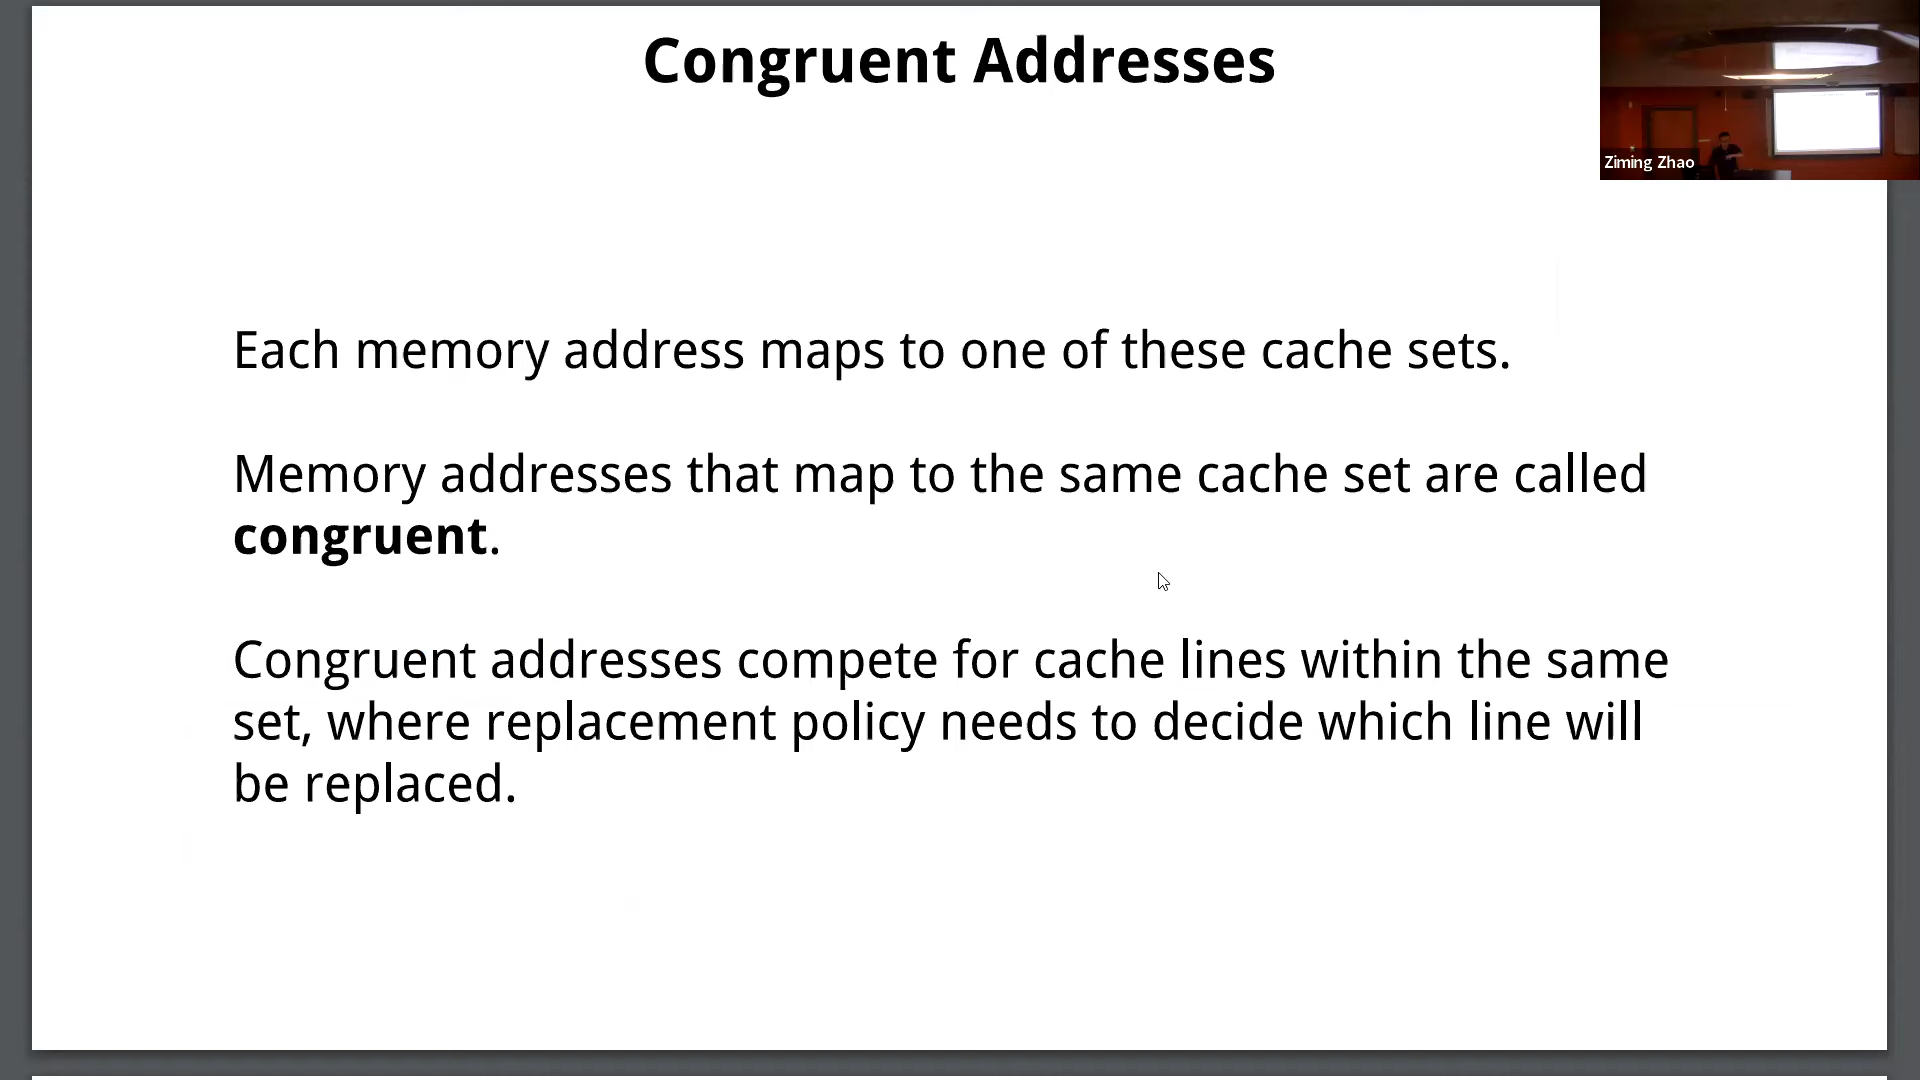 Congruent Addresses
Ziming Zhao
Each memory address maps to one of these cache sets.
Memory addresses that map to the same cache set are called
congruent.
Congruent addresses compete for cache lines within the same
set, where replacement policy needs to decide which line will
be replaced.